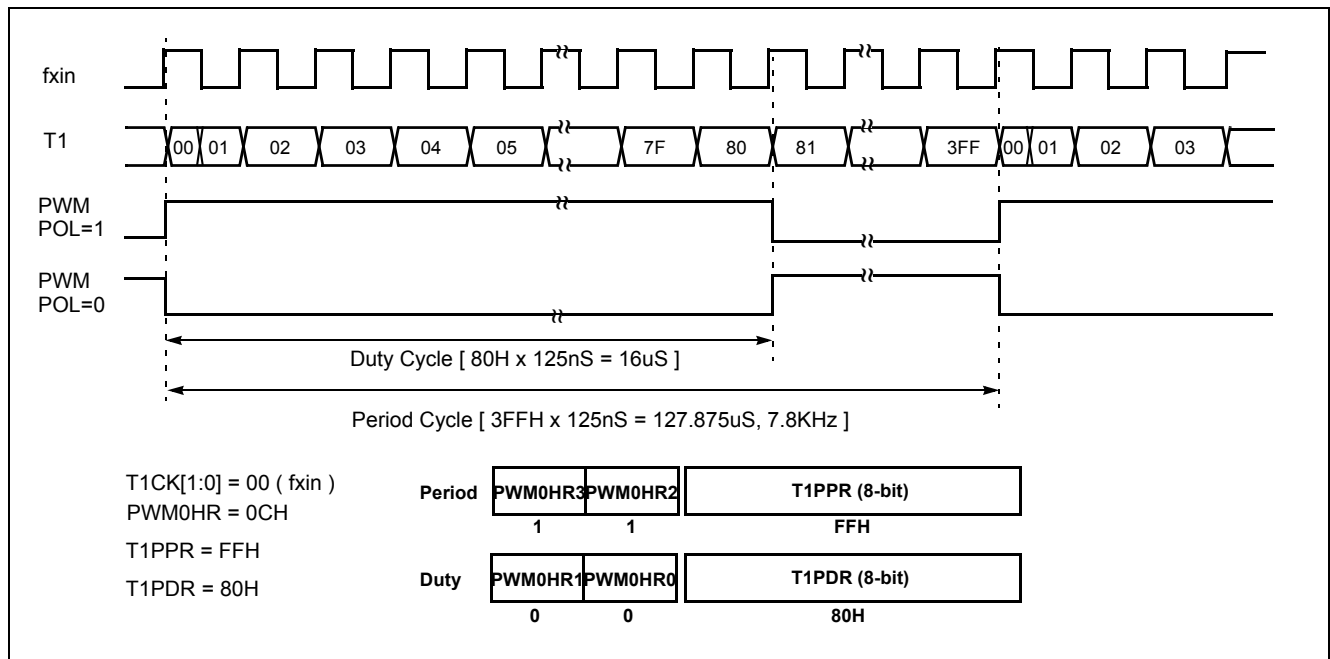 fxin
T1
00 01 02 03 04 05 7F 80 81 3FF 00 01 02 03
PWM
POL=1
PWM
POL=0
Duty Cycle [ 80H x 125nS = 16uS ]
Period Cycle [ 3FFH x 125nS = 127.875uS, 7.8KHz ]
T1CK[1:0] = 00 ( fxin )
PWM0HR = 0CH
T1PPR = FFH
T1PDR = 80H
Period PWM0HR3 PWM0HR2 T1PPR (8-bit)
1 1 FFH
Duty PWM0HR1 PWM0HR0 T1PDR (8-bit)
0 0 80H